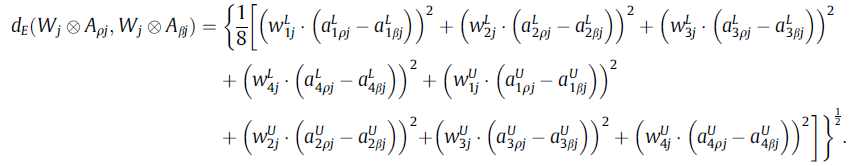 d_E(W_j ⊗ A_{ρj}, W_j ⊗ A_{βj}) = { 1/8 [ (w^L_{1j} · (a^L_{1ρj} − a^L_{1βj}))^2 + (w^L_{2j} · (a^L_{2ρj} − a^L_{2βj}))^2 + (w^L_{3j} · (a^L_{3ρj} − a^L_{3βj}))^2
+ (w^L_{4j} · (a^L_{4ρj} − a^L_{4βj}))^2 + (w^U_{1j} · (a^U_{1ρj} − a^U_{1βj}))^2
+ (w^U_{2j} · (a^U_{2ρj} − a^U_{2βj}))^2 + (w^U_{3j} · (a^U_{3ρj} − a^U_{3βj}))^2 + (w^U_{4j} · (a^U_{4ρj} − a^U_{4βj}))^2 ] }^{1/2}.